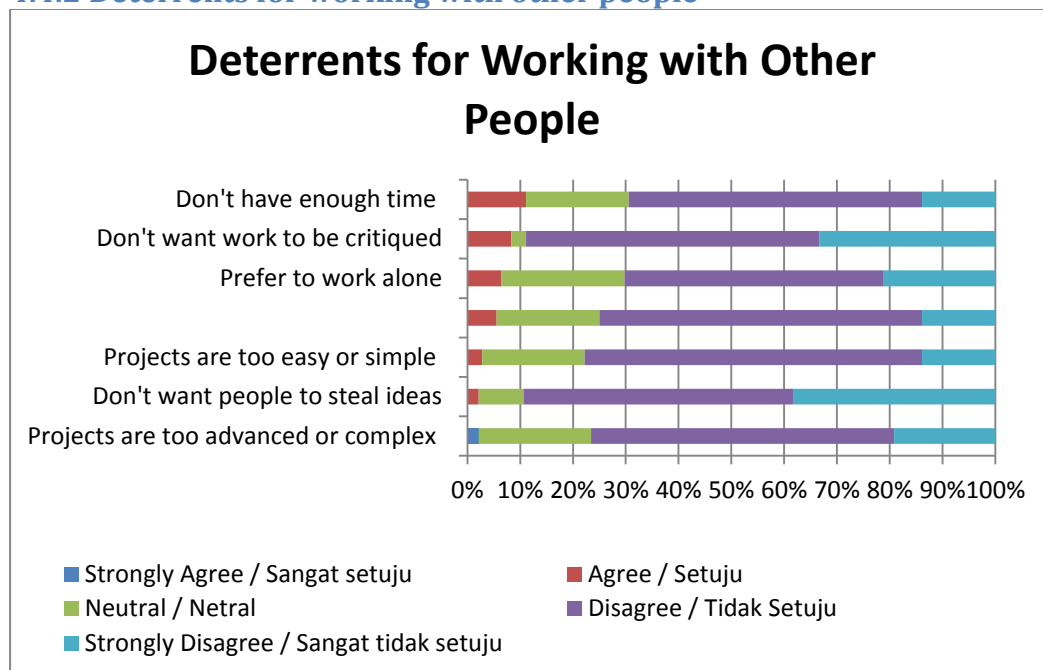 Deterrents for Working with Other
People
Don't have enough time
Don't want work to be critiqued
Prefer to work alone
Projects are too easy or simple
Don't want people to steal ideas
Projects are too advanced or complex
0% 10% 20% 30% 40% 50% 60% 70% 80% 90%100%
Strongly Agree / Sangat setuju
Agree / Setuju
Neutral / Netral
Disagree / Tidak Setuju
Strongly Disagree / Sangat tidak setuju